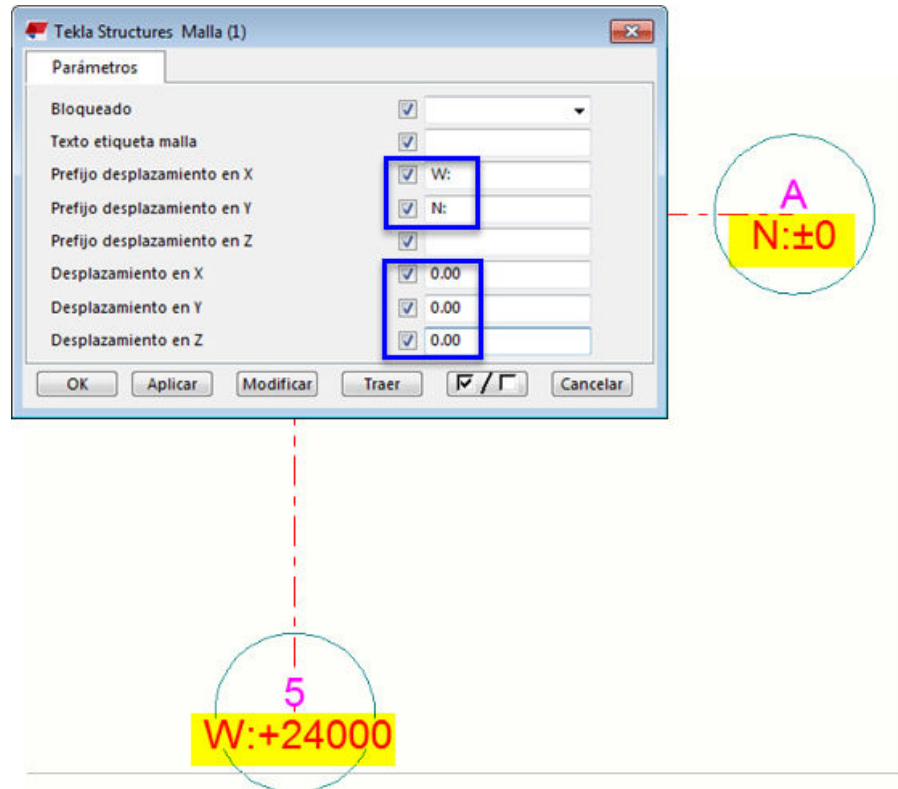 Tekla Structures Malla (1)
Parámetros
Bloqueado
Texto etiqueta malla
Prefijo desplazamiento en X W:
Prefijo desplazamiento en Y N:
Prefijo desplazamiento en Z
Desplazamiento en X 0.00
Desplazamiento en Y 0.00
Desplazamiento en Z 0.00
OK Aplicar Modificar Traer / Cancelar
A
N:±0
5
W:+24000